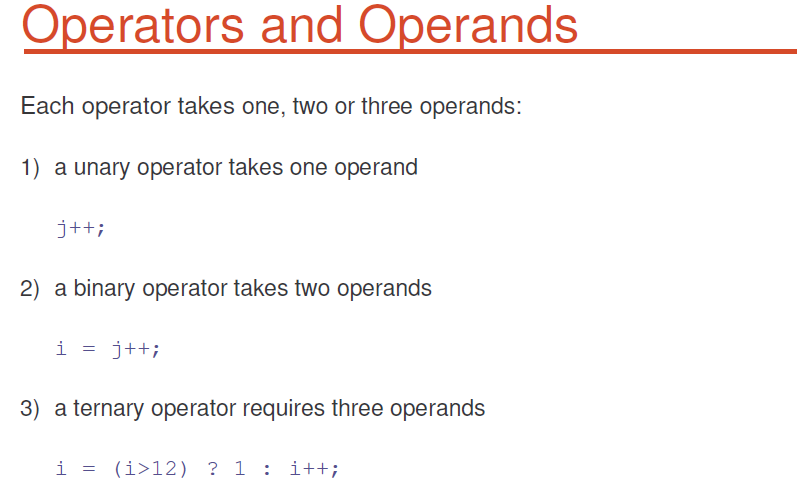 Operators and Operands
Each operator takes one, two or three operands:
1) a unary operator takes one operand
j++;
2) a binary operator takes two operands
i = j++;
3) a ternary operator requires three operands
i = (i>12) ? 1 : i++;